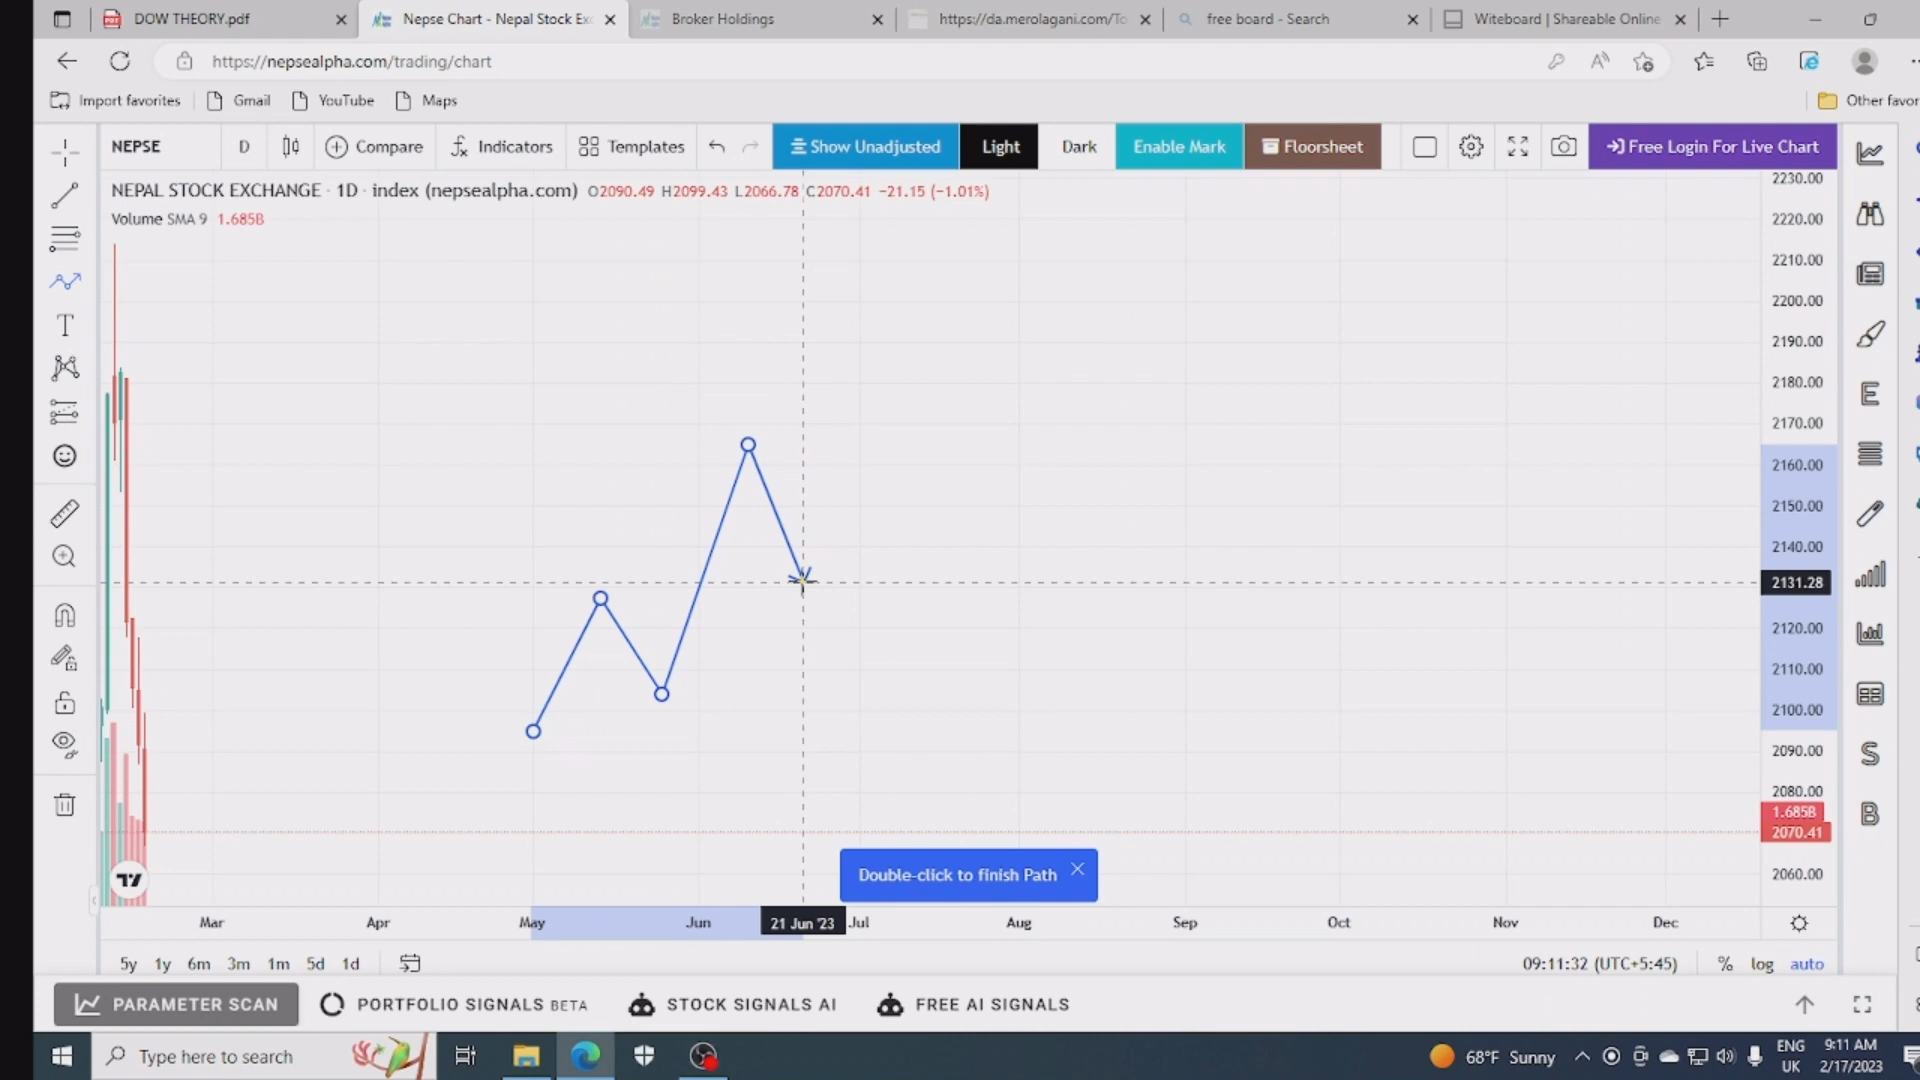 DOW THEORY.pdf
Nepse Chart - Nepal Stock Ex
Broker Holdings
https://da.merolagani.com/To
free board - Search
Witeboard | Shareable Online
https://nepsealpha.com/trading/chart
Import favorites
Gmail
YouTube
Maps
Other favor
NEPSE
D
Compare
Indicators
Templates
Show Unadjusted
Light
Dark
Enable Mark
Floorsheet
Free Login For Live Chart
NEPAL STOCK EXCHANGE · 1D · index (nepsealpha.com) O2090.49 H2099.43 L2066.78 C2070.41 −21.15 (−1.01%)
Volume SMA 9 1.685B
2230.00
2220.00
2210.00
2200.00
2190.00
2180.00
2170.00
2160.00
2150.00
2140.00
2131.28
2120.00
2110.00
2100.00
2090.00
2080.00
1.685B
2070.41
2060.00
T
E
S
B
Double-click to finish Path
Mar
Apr
May
Jun
21 Jun '23
Jul
Aug
Sep
Oct
Nov
Dec
5y 1y 6m 3m 1m 5d 1d
09:11:32 (UTC+5:45)
% log auto
PARAMETER SCAN
PORTFOLIO SIGNALS BETA
STOCK SIGNALS AI
FREE AI SIGNALS
Type here to search
68°F Sunny
ENG
UK
9:11 AM
2/17/2023